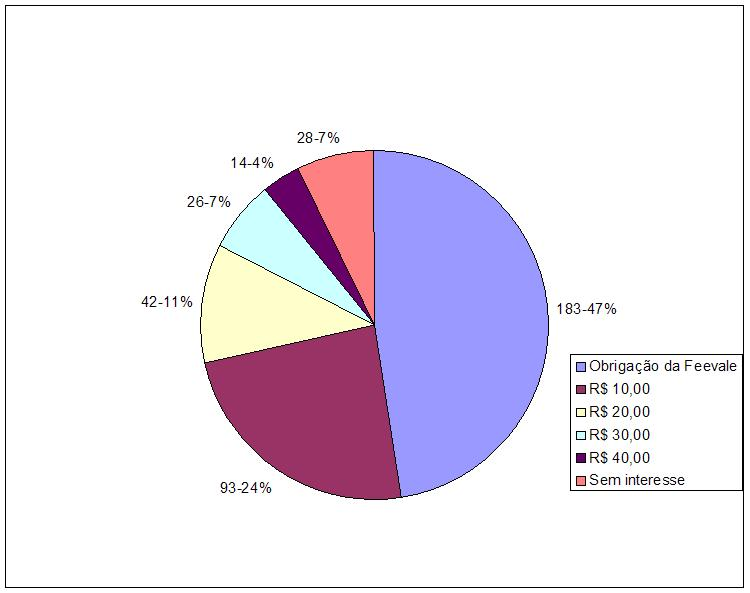 28-7%
14-4%
26-7%
42-11%
183-47%
93-24%
Obrigação da Feevale
R$ 10,00
R$ 20,00
R$ 30,00
R$ 40,00
Sem interesse